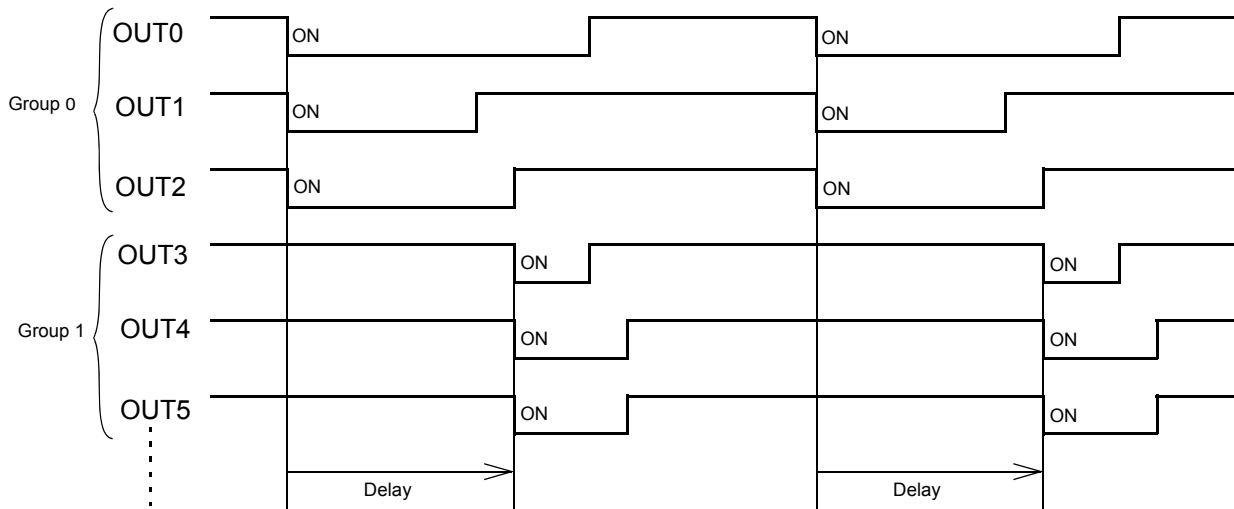 OUT0 ON ON
Group 0 OUT1 ON ON
OUT2 ON ON
OUT3 ON ON
Group 1 OUT4 ON ON
OUT5 ON ON
Delay Delay